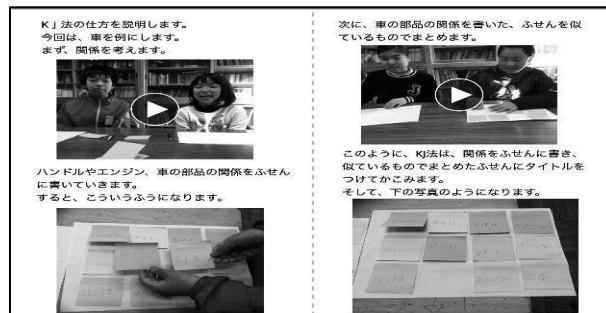 Kj法の仕方を説明します。
今回は、車を例にします。
まず、関係を考えます。
ハンドルやエンジン、車の部品の関係をふせん
に書いていきます。
すると、こういうふうになります。
次に、車の部品の関係を書いた、ふせんを似
ているものでまとめます。
このように、KJ法は、関係をふせんに書き、
似ているものでまとめたふせんにタイトルを
つけてかこみます。
そして、下の写真のようになります。